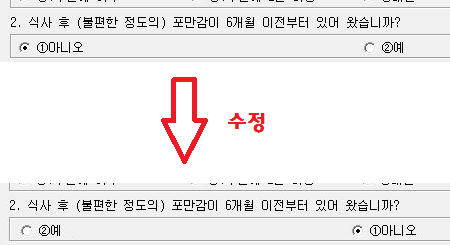 2. 식사 후 (불편한 정도의) 포만감이 6개월 이전부터 있어 왔습니까?
①아니오 ②예
수정
2. 식사 후 (불편한 정도의) 포만감이 6개월 이전부터 있어 왔습니까?
②예 ①아니오